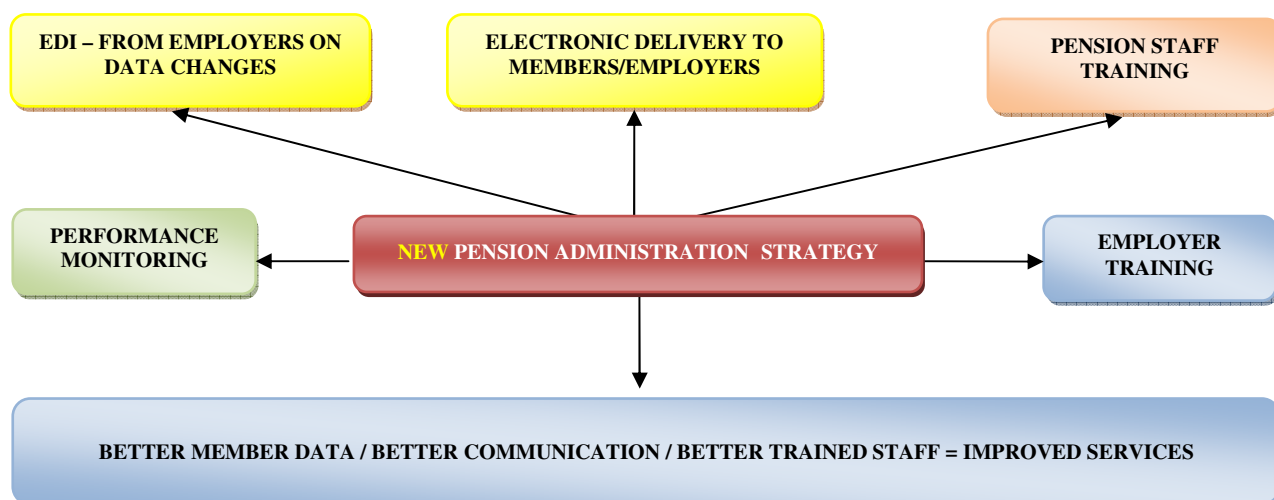 EDI – FROM EMPLOYERS ON
DATA CHANGES
ELECTRONIC DELIVERY TO
MEMBERS/EMPLOYERS
PENSION STAFF
TRAINING
PERFORMANCE
MONITORING
NEW PENSION ADMINISTRATION STRATEGY
EMPLOYER
TRAINING
BETTER MEMBER DATA / BETTER COMMUNICATION / BETTER TRAINED STAFF = IMPROVED SERVICES